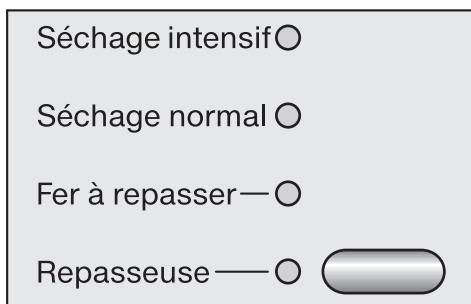 Séchage intensif
Séchage normal
Fer à repasser
Repasseuse